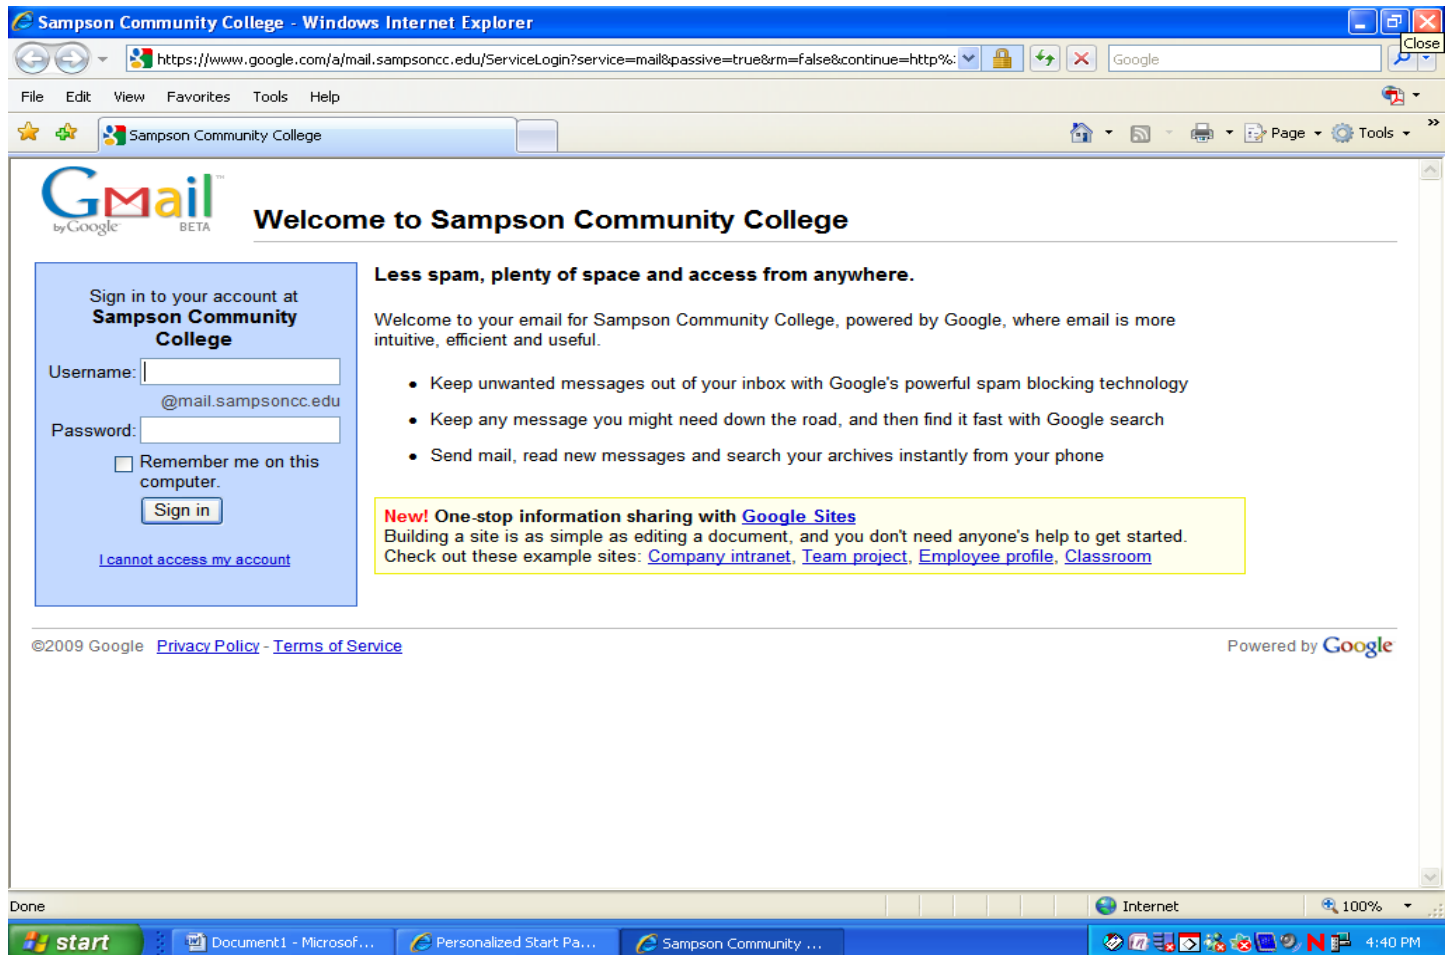 Sampson Community College - Windows Internet Explorer
Close
https://www.google.com/a/mail.sampsoncc.edu/ServiceLogin?service=mail&passive=true&rm=false&continue=http%:
Google
File Edit View Favorites Tools Help
Sampson Community College
Page Tools
Gmail
by Google BETA
Welcome to Sampson Community College
Sign in to your account at
Sampson Community
College
Username:
@mail.sampsoncc.edu
Password:
Remember me on this
computer.
Sign in
I cannot access my account
Less spam, plenty of space and access from anywhere.
Welcome to your email for Sampson Community College, powered by Google, where email is more
intuitive, efficient and useful.
• Keep unwanted messages out of your inbox with Google's powerful spam blocking technology
• Keep any message you might need down the road, and then find it fast with Google search
• Send mail, read new messages and search your archives instantly from your phone
New! One-stop information sharing with Google Sites
Building a site is as simple as editing a document, and you don't need anyone's help to get started.
Check out these example sites: Company intranet, Team project, Employee profile, Classroom
©2009 Google Privacy Policy - Terms of Service
Powered by Google
Done
Internet
100%
start
Document1 - Microsof...
Personalized Start Pa...
Sampson Community ...
4:40 PM